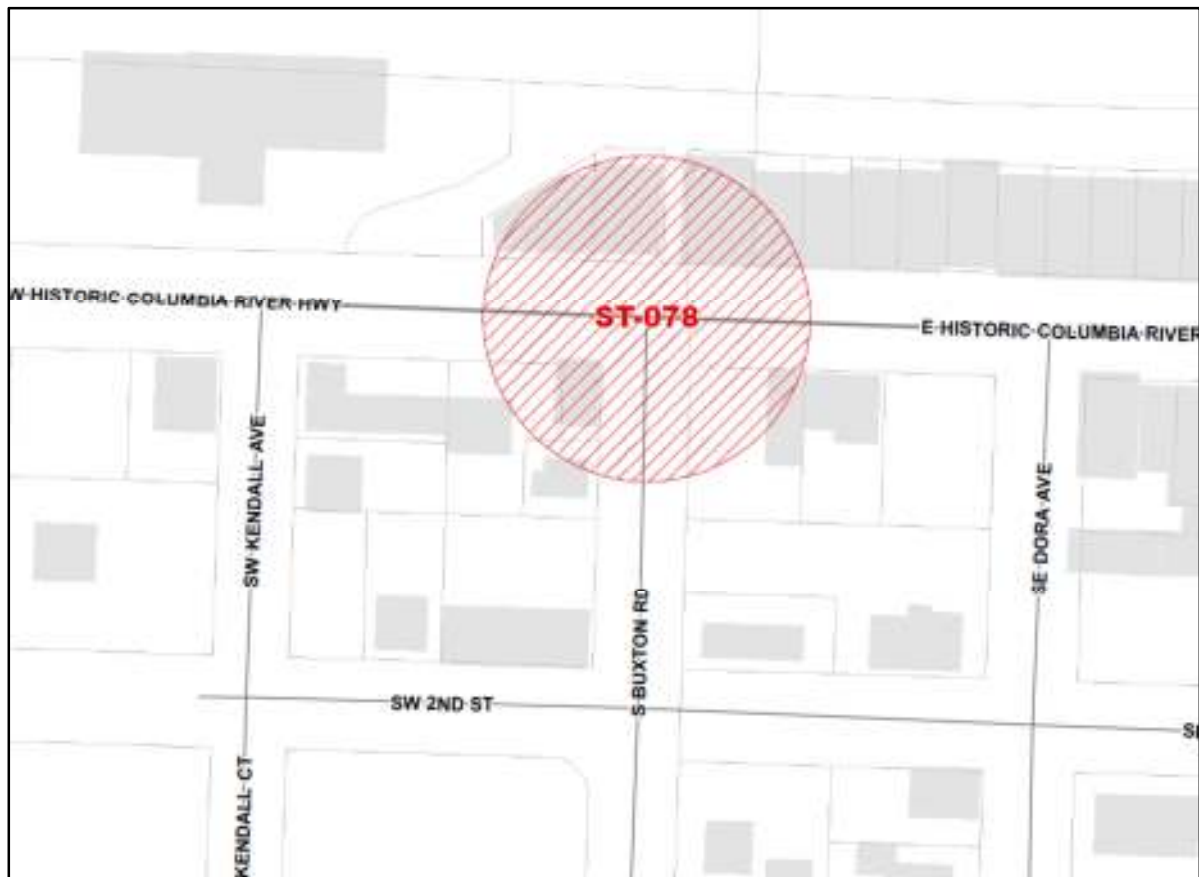 W HISTORIC COLUMBIA RIVER HWY
ST-078
E HISTORIC COLUMBIA RIVER
SW KENDALL AVE
SE DORA AVE
S BUXTON RD
SW 2ND ST
KENDALL CT